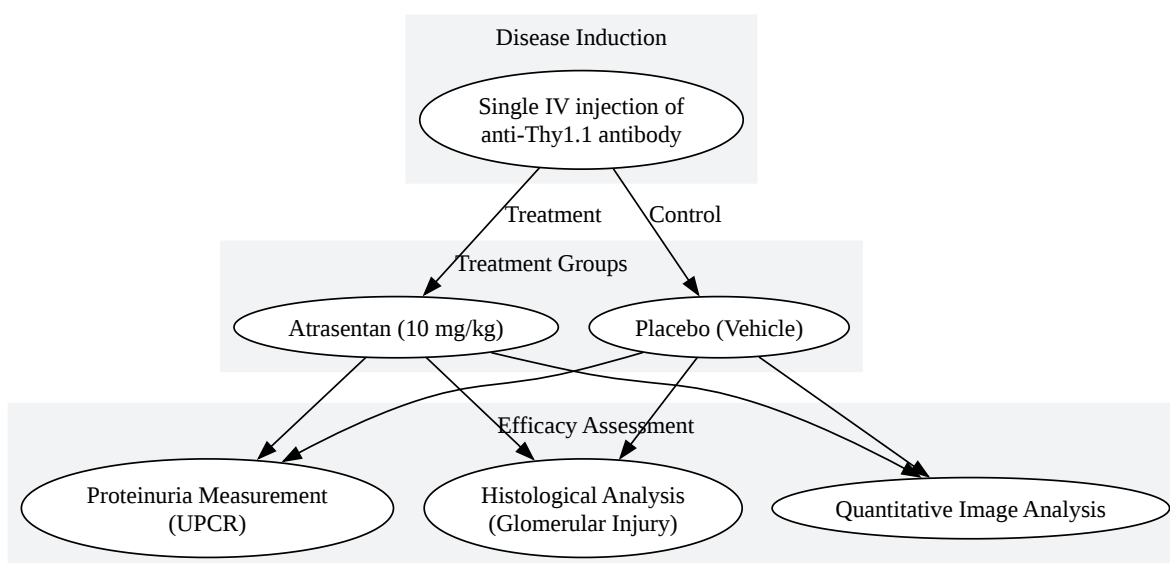 Disease Induction
Single IV injection of
anti-Thy1.1 antibody
Treatment
Control
Treatment Groups
Atrasentan (10 mg/kg)
Placebo (Vehicle)
Efficacy Assessment
Proteinuria Measurement
(UPCR)
Histological Analysis
(Glomerular Injury)
Quantitative Image Analysis